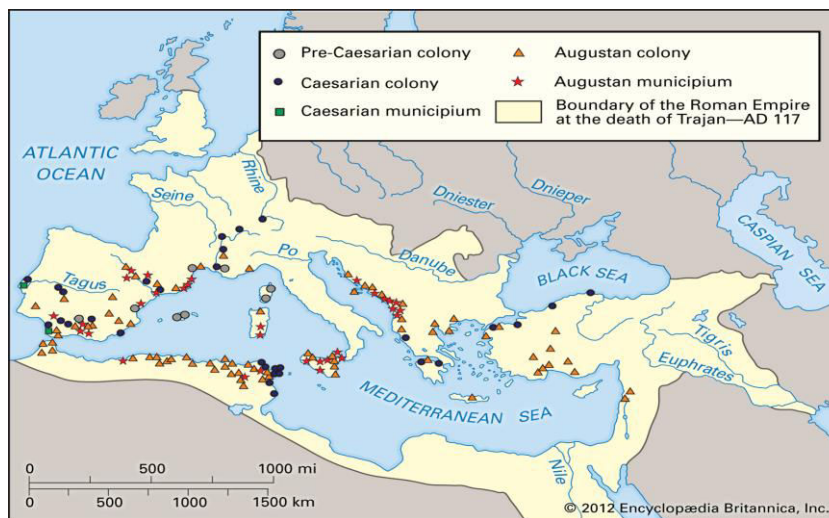 Pre-Caesarian colony
Caesarian colony
Caesarian municipium
Augustan colony
Augustan municipium
Boundary of the Roman Empire
at the death of Trajan—AD 117
ATLANTIC
OCEAN
Seine
Rhine
Dniester
Dnieper
CASPIAN SEA
Po
Danube
BLACK SEA
Tagus
Tigris
Euphrates
MEDITERRANEAN SEA
Nile
0 500 1000 mi
0 500 1000 1500 km
© 2012 Encyclopædia Britannica, Inc.